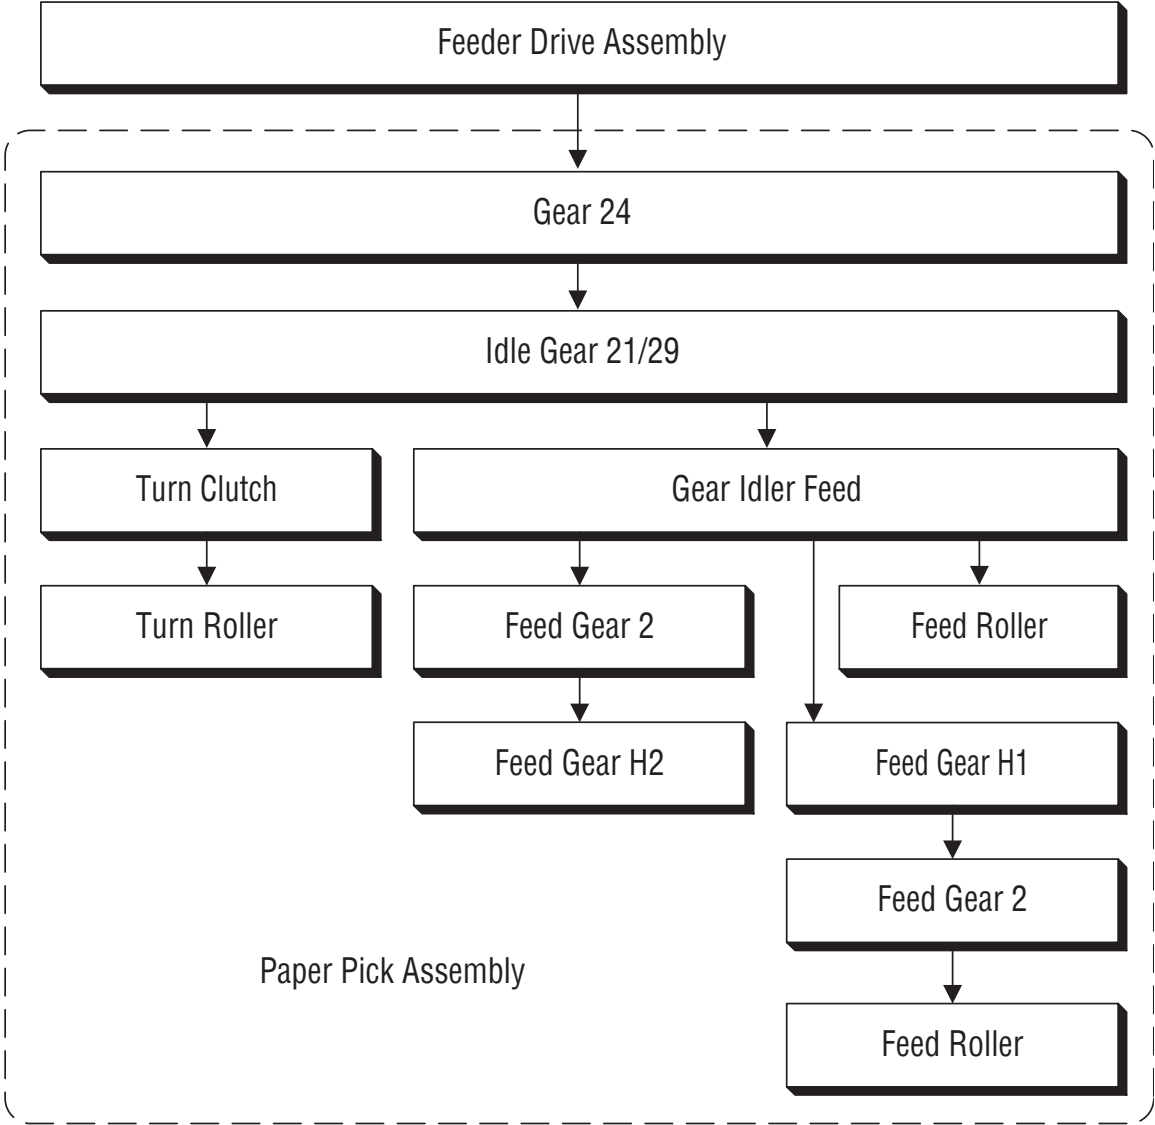 Feeder Drive Assembly
Gear 24
Idle Gear 21/29
Turn Clutch
Gear Idler Feed
Turn Roller
Feed Gear 2
Feed Roller
Feed Gear H2
Feed Gear H1
Feed Gear 2
Paper Pick Assembly
Feed Roller